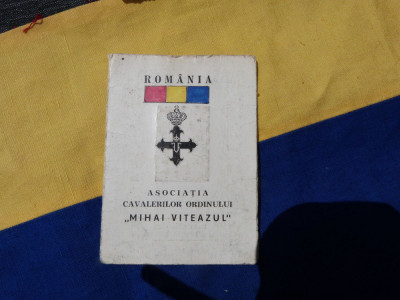 ROMÂNIA
ASOCIAȚIA
CAVALERILOR ORDINULUI
„MIHAI VITEAZUL"